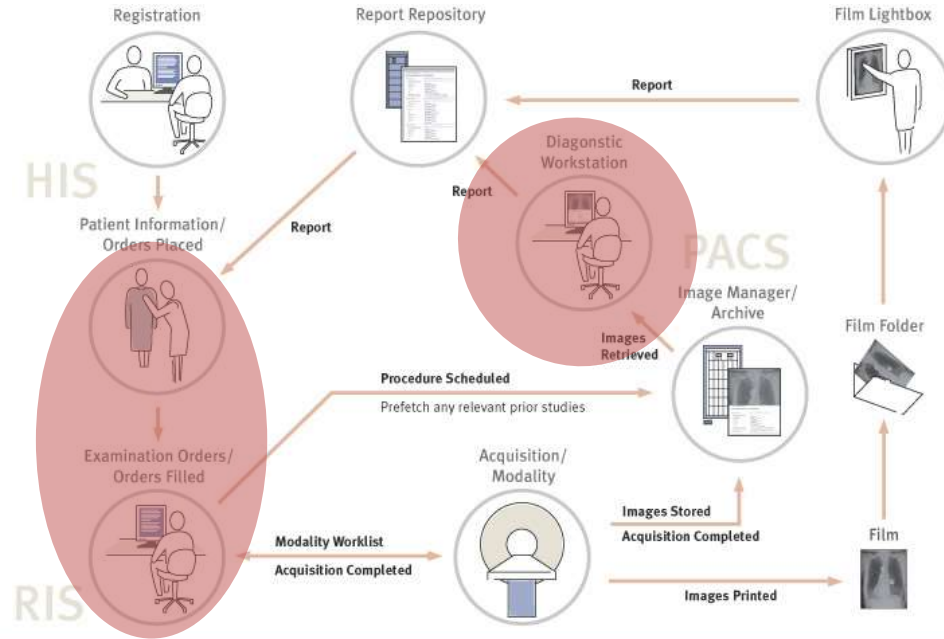 Registration
Report Repository
Film Lightbox
Report
Diagonstic
Workstation
HIS
Report
Patient Information/
Orders Placed
Report
PACS
Image Manager/
Archive
Images
Retrieved
Film Folder
Procedure Scheduled
Prefetch any relevant prior studies
Examination Orders/
Orders Filled
Acquisition/
Modality
Images Stored
Acquisition Completed
Film
Modality Worklist
Acquisition Completed
RIS
Images Printed